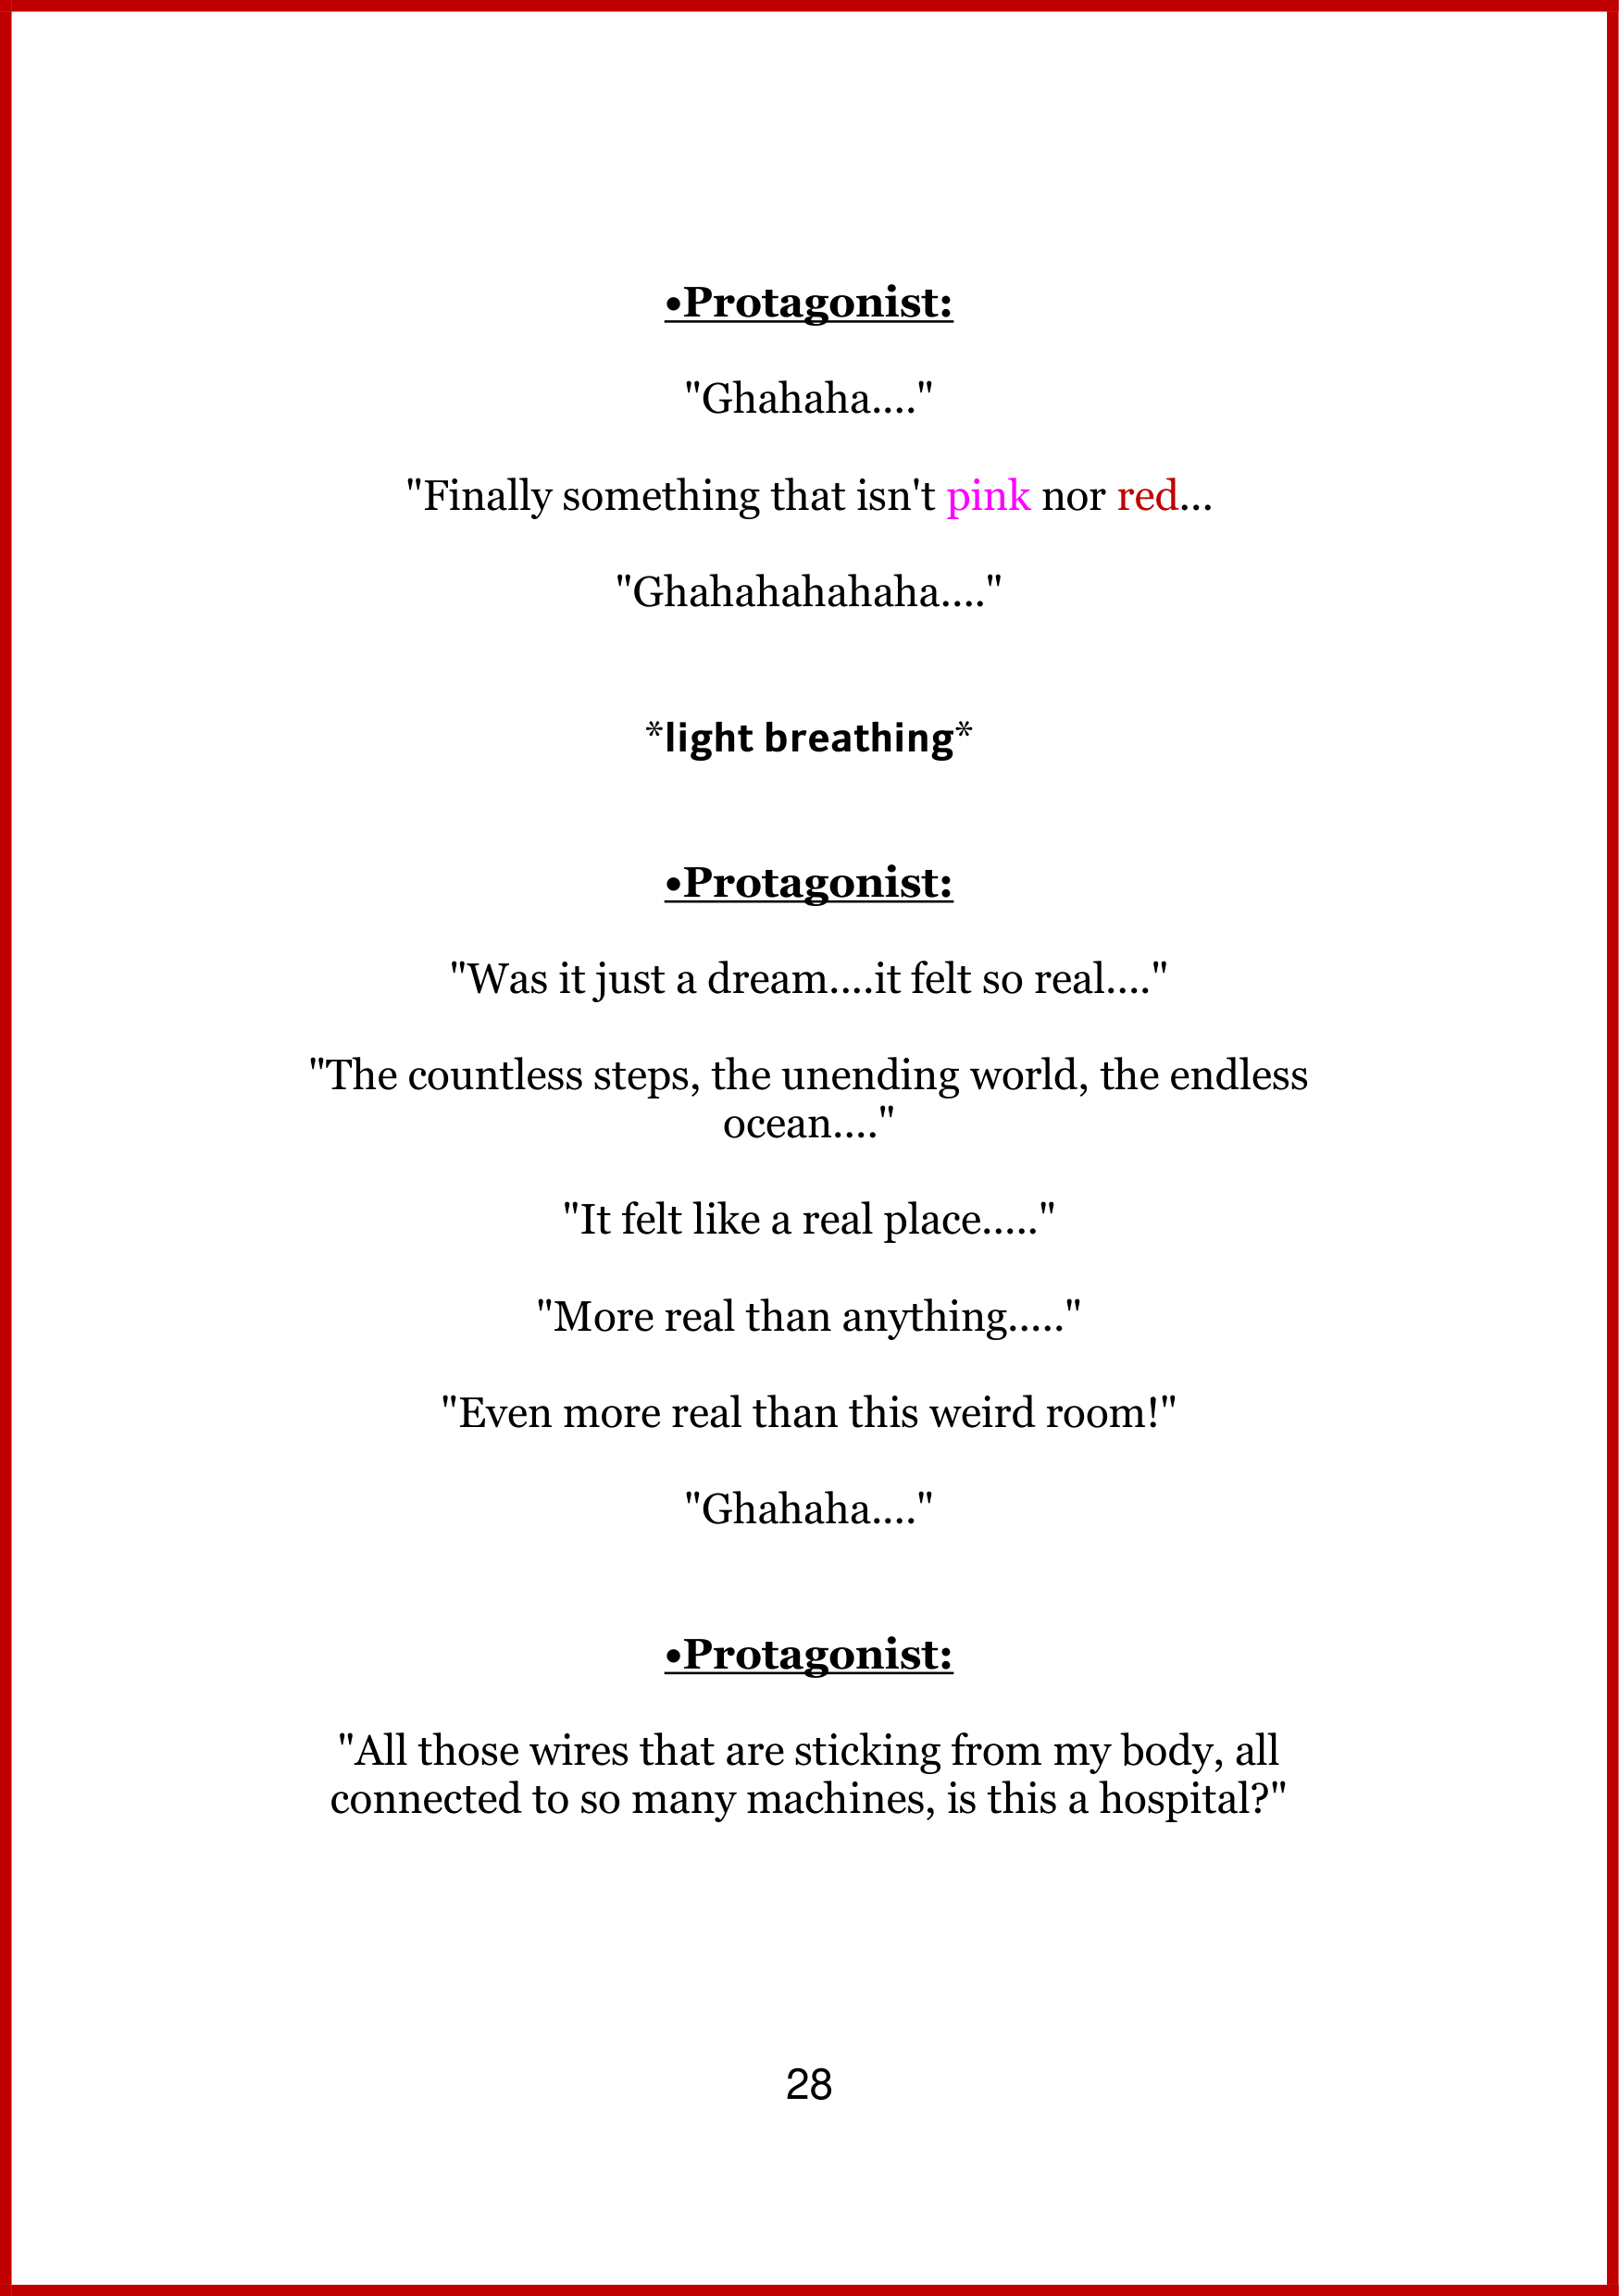 •Protagonist:
"Ghahaha...."
"Finally something that isn't pink nor red...
"Ghahahahahaha...."
*light breathing*
•Protagonist:
"Was it just a dream....it felt so real...."
"The countless steps, the unending world, the endless
ocean...."
"It felt like a real place....."
"More real than anything....."
"Even more real than this weird room!"
"Ghahaha...."
•Protagonist:
"All those wires that are sticking from my body, all
connected to so many machines, is this a hospital?"
28